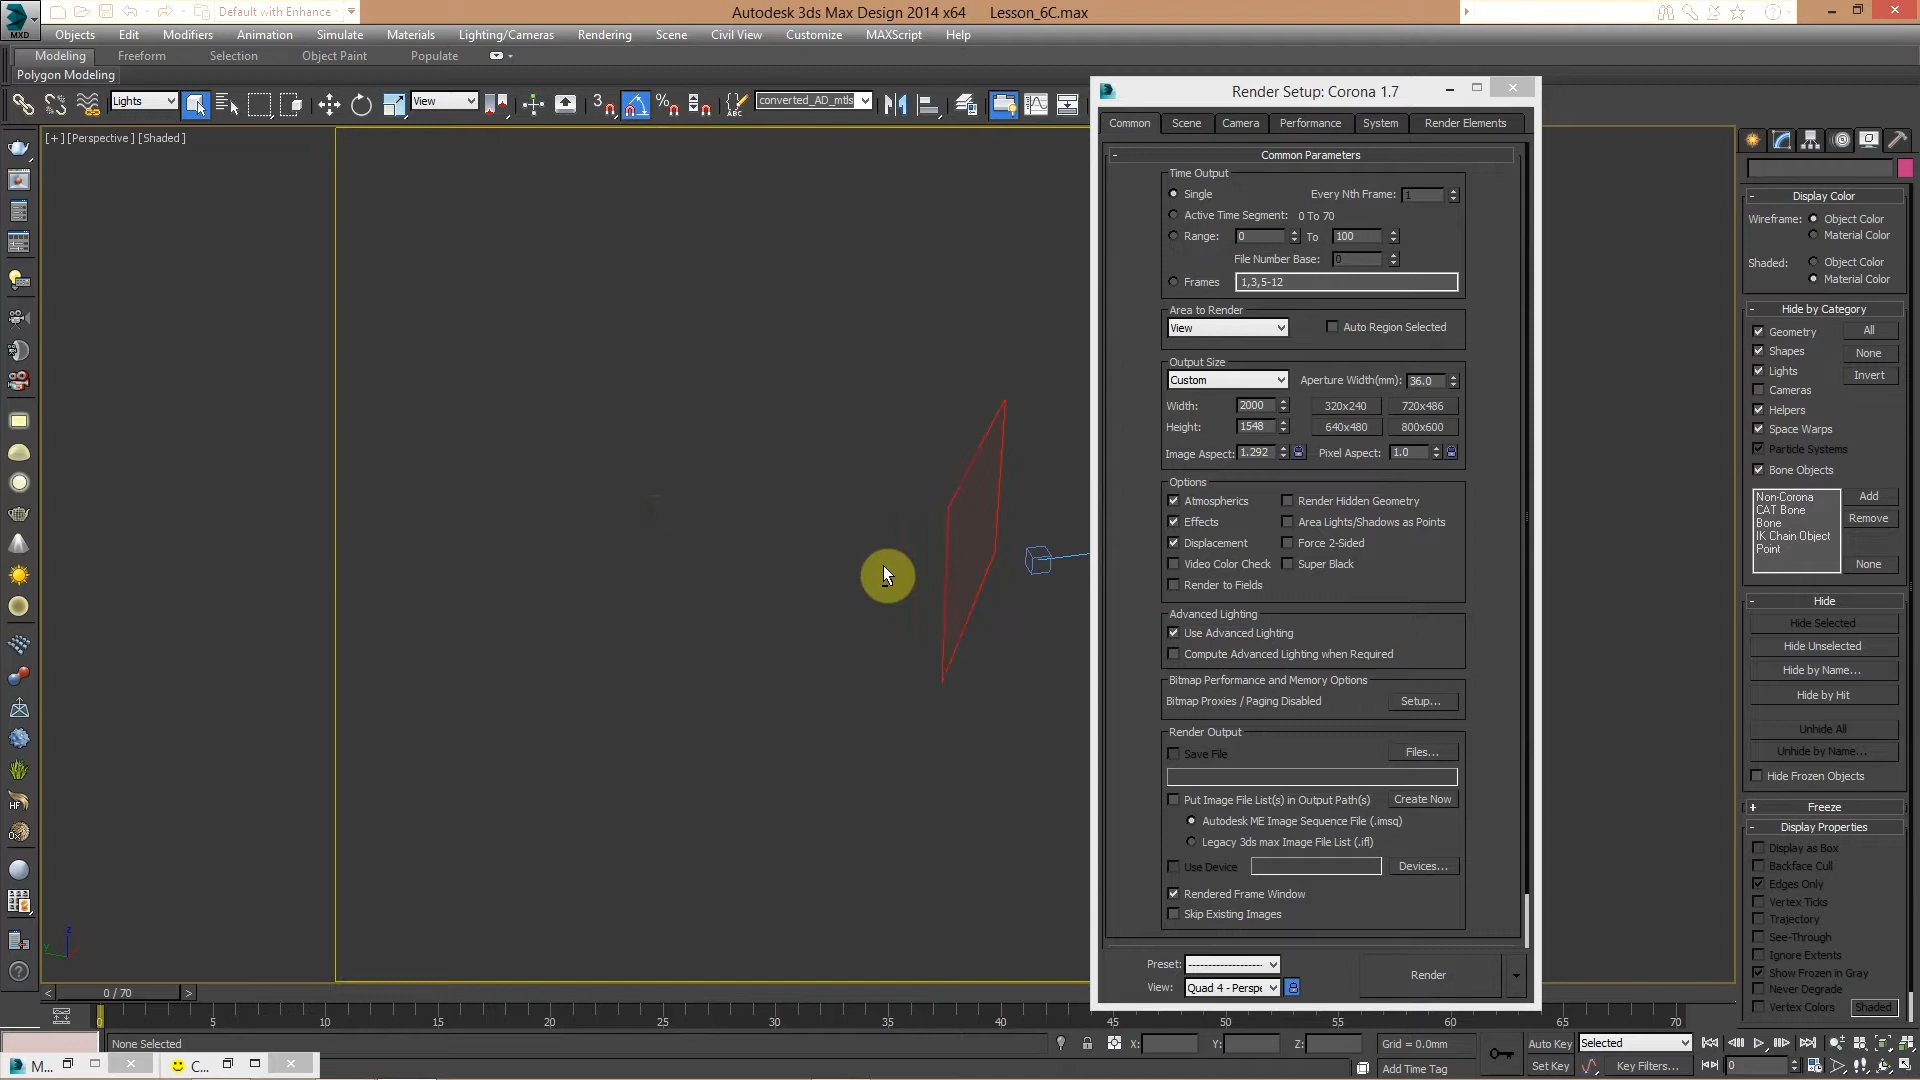 Default with Enhance
Autodesk 3ds Max Design 2014 x64 Lesson_6C.max
MXD
Objects Edit Modifiers Animation Simulate Materials Lighting/Cameras Rendering Scene Civil View Customize MAXScript Help
Modeling Freeform Selection Object Paint Populate
Polygon Modeling
Lights View 3 % ABC converted_AD_mtls
[+] [Perspective] [Shaded]
Render Setup: Corona 1.7
Common Scene Camera Performance System Render Elements
- Common Parameters
Time Output
Single Every Nth Frame: 1
Active Time Segment: 0 To 70
Range: 0 To 100
File Number Base: 0
Frames 1,3,5-12
Area to Render
View Auto Region Selected
Output Size
Custom Aperture Width(mm): 36.0
Width: 2000 320x240 720x486
Height: 1548 640x480 800x600
Image Aspect: 1.292 Pixel Aspect: 1.0
Options
Atmospherics Render Hidden Geometry
Effects Area Lights/Shadows as Points
Displacement Force 2-Sided
Video Color Check Super Black
Render to Fields
Advanced Lighting
Use Advanced Lighting
Compute Advanced Lighting when Required
Bitmap Performance and Memory Options
Bitmap Proxies / Paging Disabled Setup...
Render Output
Save File Files...
Put Image File List(s) in Output Path(s) Create Now
Autodesk ME Image Sequence File (.imsq)
Legacy 3ds max Image File List (.ifl)
Use Device Devices...
Rendered Frame Window
Skip Existing Images
Preset: --------------------
View: Quad 4 - Perspe Render
- Display Color
Wireframe: Object Color
Material Color
Shaded: Object Color
Material Color
- Hide by Category
Geometry All
Shapes None
Lights Invert
Cameras
Helpers
Space Warps
Particle Systems
Bone Objects
Non-Corona Add
CAT Bone
Bone Remove
IK Chain Object
Point None
- Hide
Hide Selected
Hide Unselected
Hide by Name...
Hide by Hit
Unhide All
Unhide by Name...
Hide Frozen Objects
+ Freeze
- Display Properties
Display as Box
Backface Cull
Edges Only
Vertex Ticks
Trajectory
See-Through
Ignore Extents
Show Frozen in Gray
Never Degrade
Vertex Colors Shaded
HF
z
y
< 0 / 70 >
0 5 10 15 20 25 30 35 40 45 50 55 60 65 70
None Selected X: Y: Z: Grid = 0.0mm Auto Key Selected
Add Time Tag Set Key Key Filters... 0
M... C...